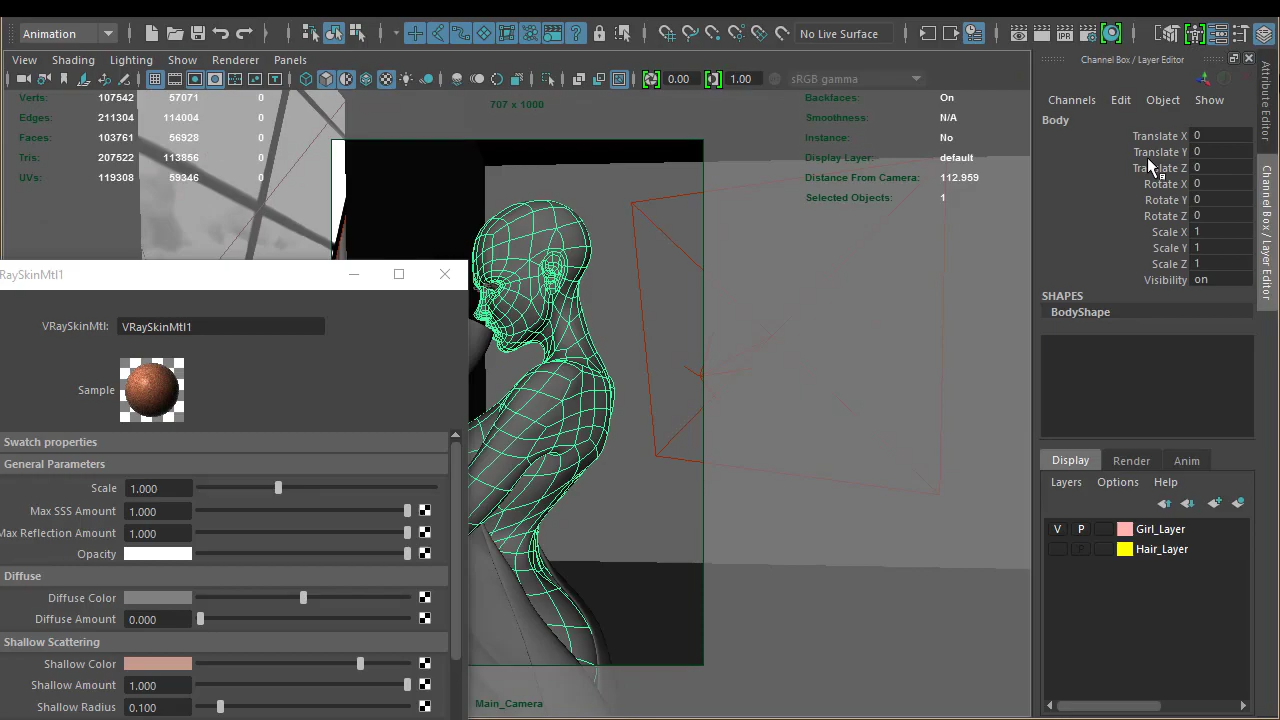 Animation
No Live Surface
View Shading Lighting Show Renderer Panels
0.00 1.00 sRGB gamma
Channel Box / Layer Editor
Channels Edit Object Show
Body
Translate X 0
Translate Y 0
Translate Z 0
Rotate X 0
Rotate Y 0
Rotate Z 0
Scale X 1
Scale Y 1
Scale Z 1
Visibility on
SHAPES
BodyShape
Attribute Editor
Channel Box / Layer Editor
Verts: 107542 57071 0
Edges: 211304 114004 0
Faces: 103761 56928 0
Tris: 207522 113856 0
UVs: 119308 59346 0
707 x 1000
Backfaces: On
Smoothness: N/A
Instance: No
Display Layer: default
Distance From Camera: 112.959
Selected Objects: 1
RaySkinMtl1
VRaySkinMtl: VRaySkinMtl1
Sample
Swatch properties
General Parameters
Scale 1.000
Max SSS Amount 1.000
Max Reflection Amount 1.000
Opacity
Diffuse
Diffuse Color
Diffuse Amount 0.000
Shallow Scattering
Shallow Color
Shallow Amount 1.000
Shallow Radius 0.100
Main_Camera
Display Render Anim
Layers Options Help
V P Girl_Layer
P Hair_Layer